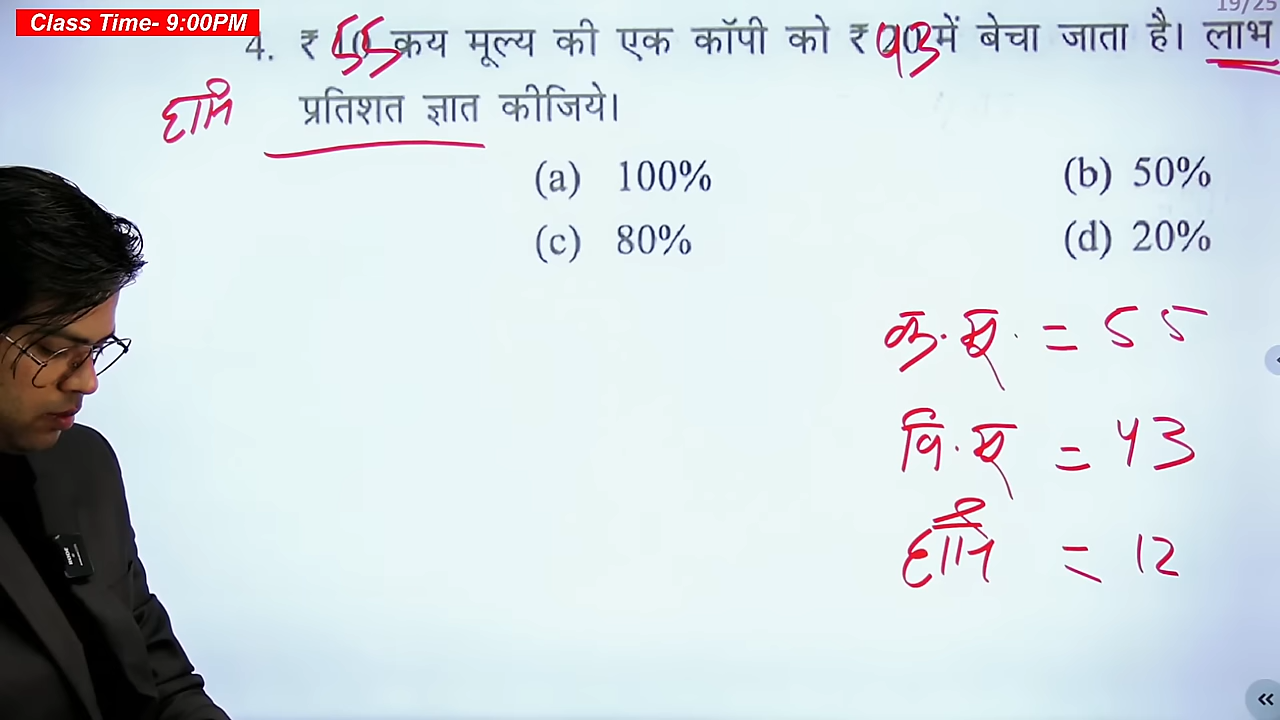 Class Time- 9:00PM
19/25
4. ₹ 55 क्रय मूल्य की एक कॉपी को ₹ 43 में बेचा जाता है। लाभ
हानि प्रतिशत ज्ञात कीजिये।
(a) 100% (b) 50%
(c) 80% (d) 20%
क्र.मू. = 55
वि.मू = 43
हानि = 12